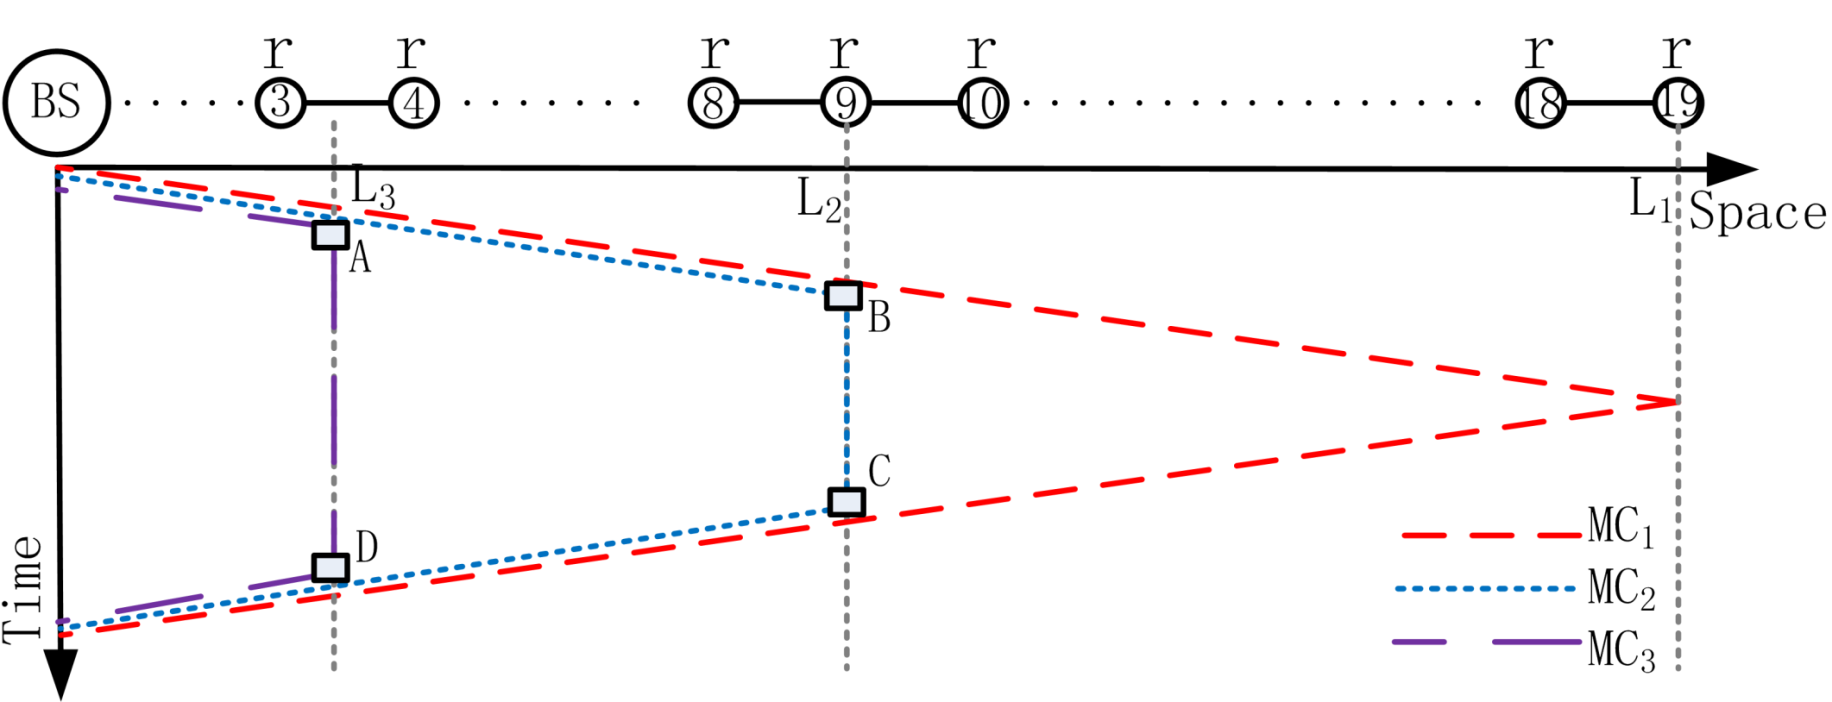 r r r r r r r
BS 3 4 8 9 10 18 19
L3 L2 L1 Space
A
B
C
D
Time
MC1
MC2
MC3